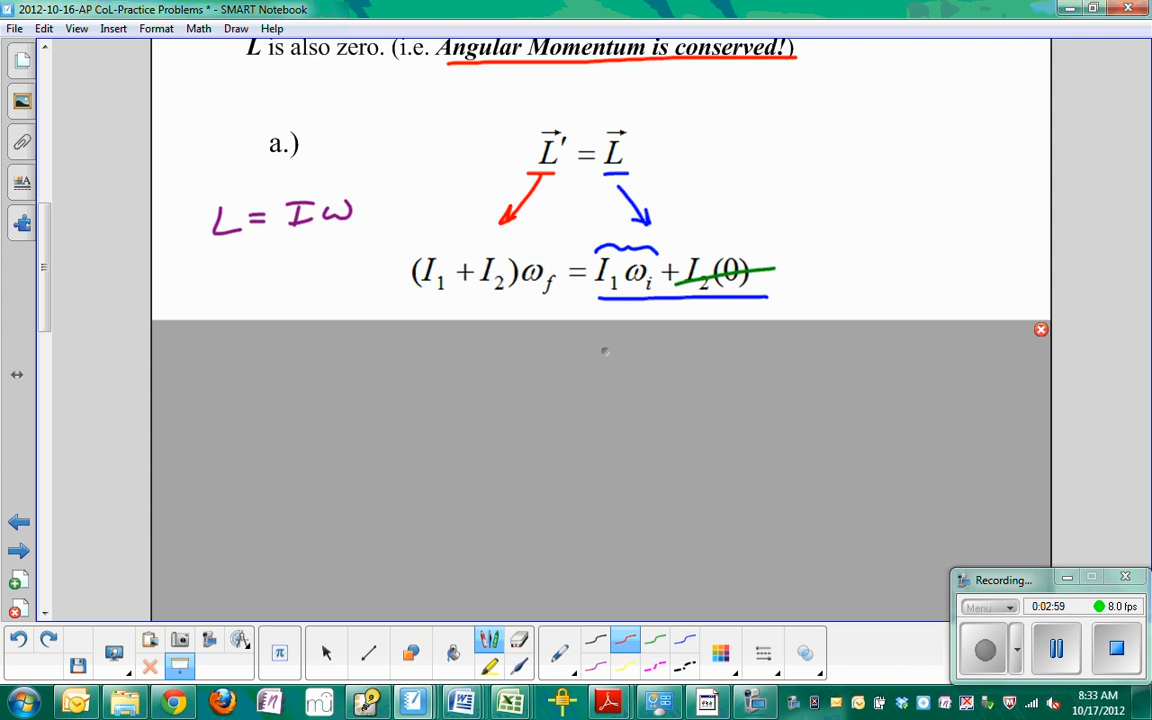 2012-10-16-AP CoL-Practice Problems * - SMART Notebook
File Edit View Insert Format Math Draw Help
L is also zero. (i.e. Angular Momentum is conserved!)
a.)
L⃗′ = L⃗
L = Iω
(I₁ + I₂)ω_f = I₁ω_i + I₂(0)
Recording...
Menu
0:02:59
8.0 fps
π
8:33 AM
10/17/2012